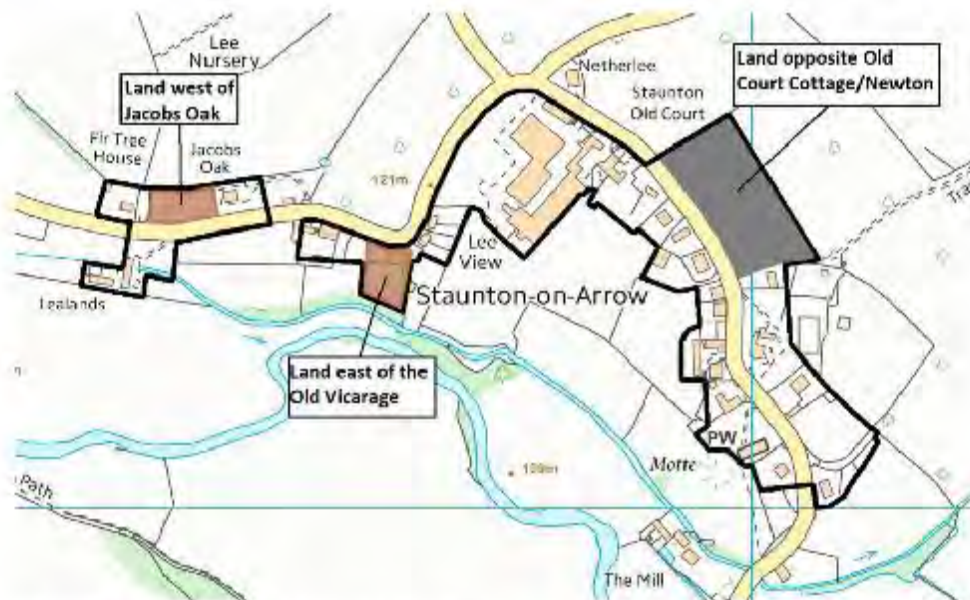 Lee
Nursery
Land west of
Jacobs Oak
Fir Tree
House
Jacobs
Oak
121m
Netherlee
Staunton
Old Court
Land opposite Old
Court Cottage/Newton
Lee
View
Lealands
Staunton-on-Arrow
Land east of the
Old Vicarage
PW
Motte
Path
The Mill